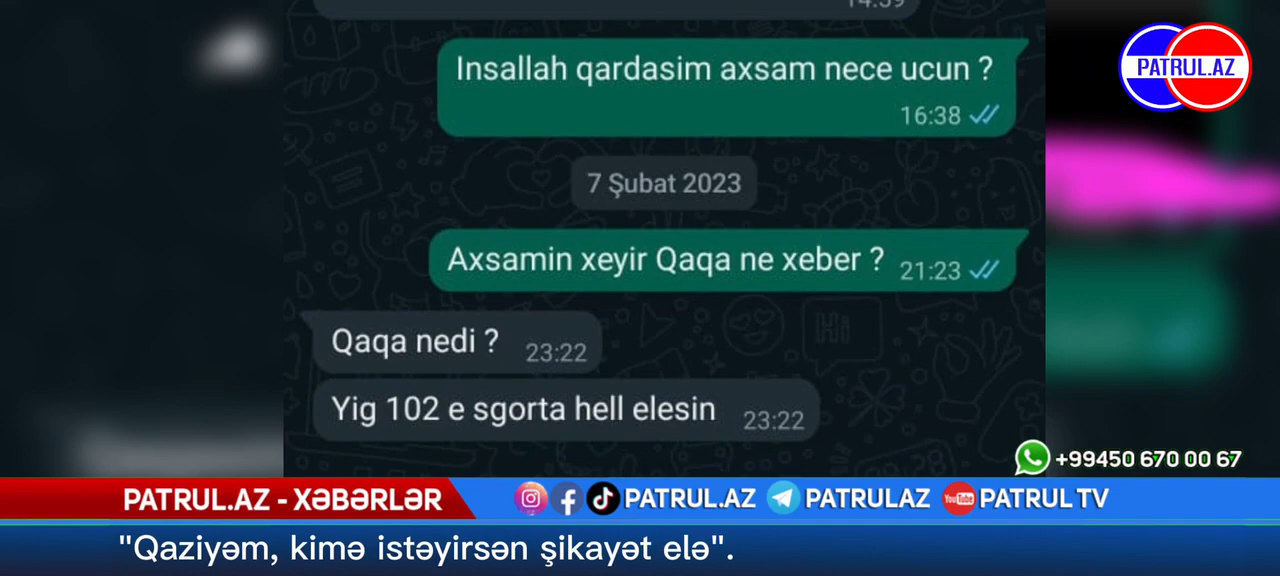 14:39
Insallah qardasim axsam nece ucun ?
16:38
PATRUL.AZ
7 Şubat 2023
Axsamin xeyir Qaqa ne xeber ? 21:23
Qaqa nedi ? 23:22
Yig 102 e sgorta hell elesin 23:22
+99450 670 00 67
PATRUL.AZ - XƏBƏRLƏR PATRUL.AZ PATRULAZ YouTube PATRUL TV
"Qaziyəm, kimə istəyirsən şikayət elə".